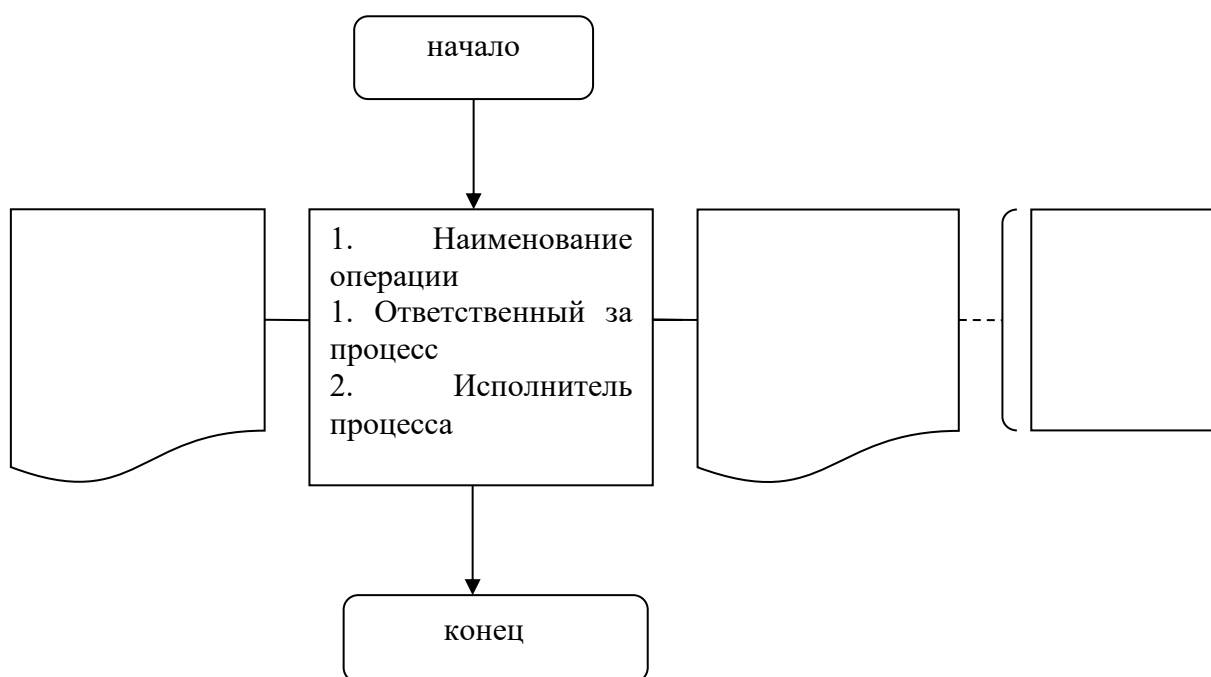 начало
1. Наименование
операции
1. Ответственный за
процесс
2. Исполнитель
процесса
конец